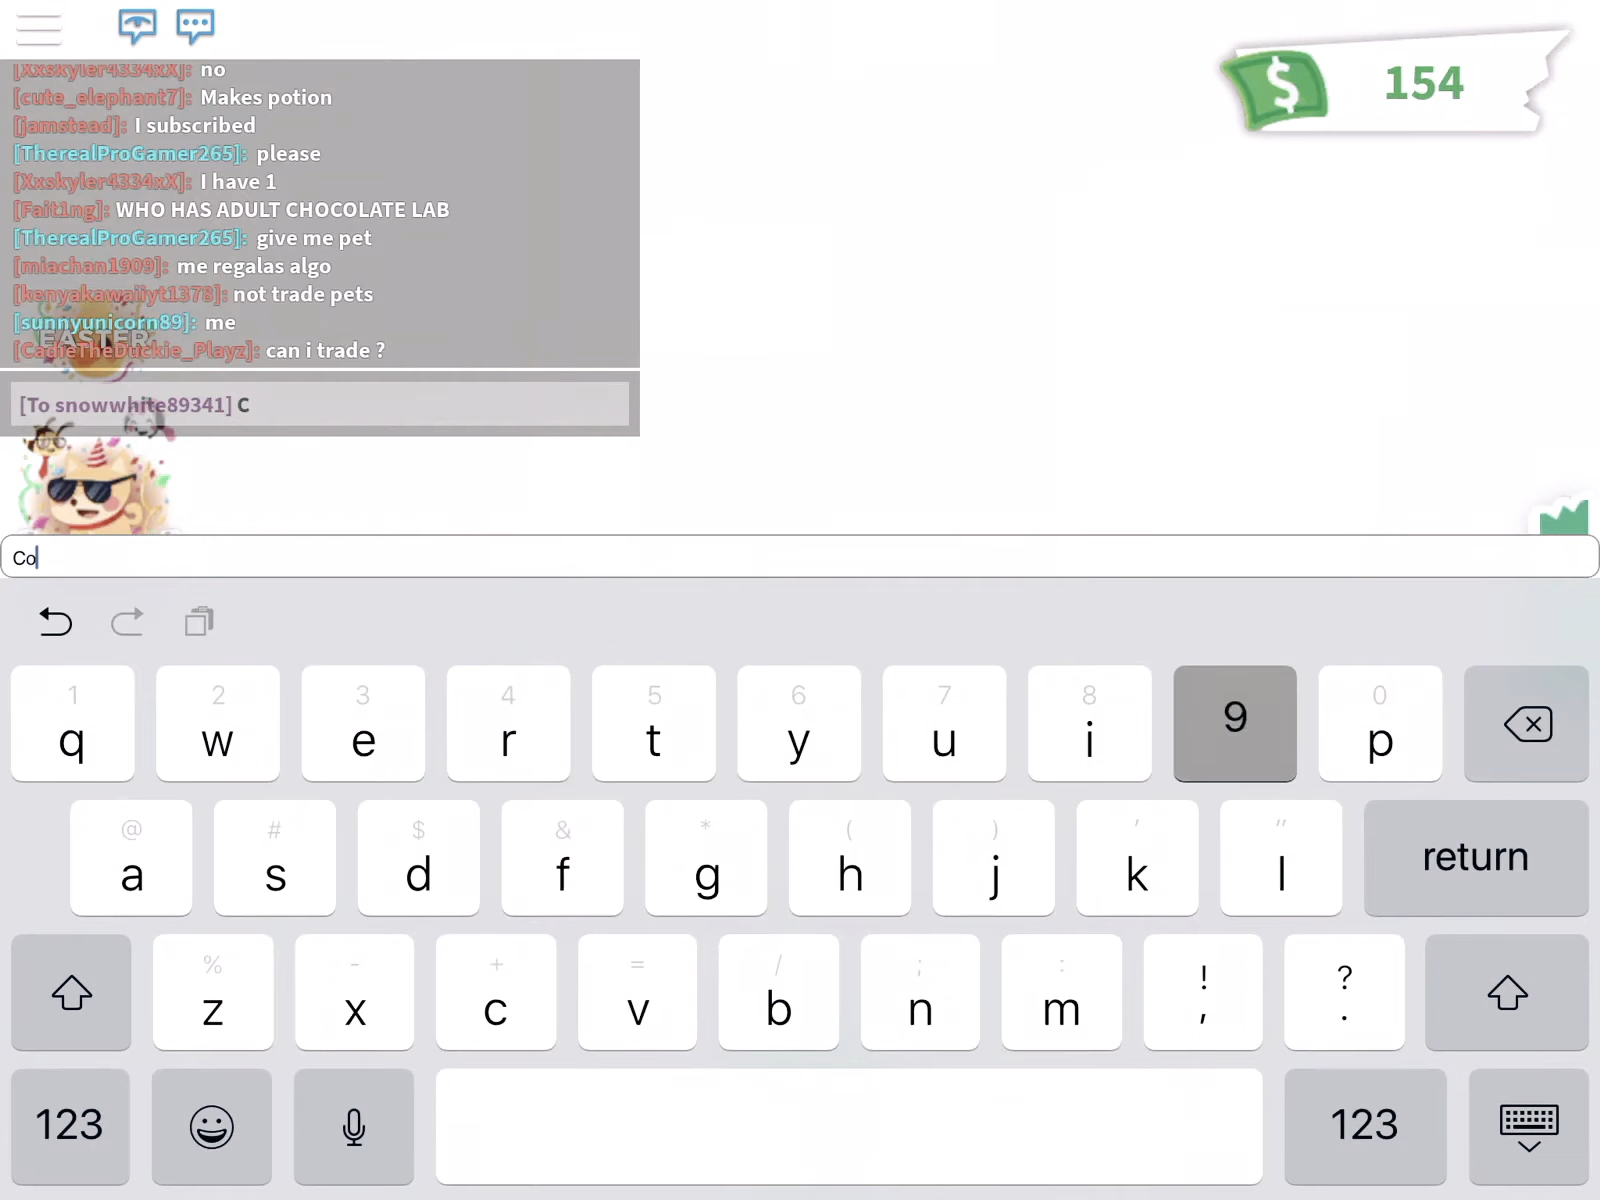 154
[Xxskyler4334xX]: no
[cute_elephant7]: Makes potion
[jamstead]: I subscribed
[TherealProGamer265]: please
[Xxskyler4334xX]: I have 1
[Fait1ng]: WHO HAS ADULT CHOCOLATE LAB
[TherealProGamer265]: give me pet
[miachan1909]: me regalas algo
[kenyakawaiiyt1378]: not trade pets
[sunnyunicorn89]: me
EASTER
[CadieTheDuckie_Playz]: can i trade ?
[To snowwhite89341] C
Co
1 2 3 4 5 6 7 8 9 0
q w e r t y u i p
@ # $ & * ( ) ' "
a s d f g h j k l return
% - + = / ; : ! ?
z x c v b n m , .
123 123